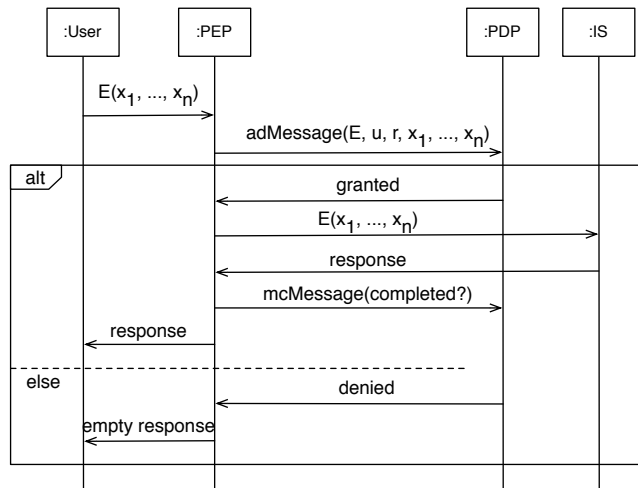 :User :PEP :PDP :IS
E(x1, ..., xn)
adMessage(E, u, r, x1, ..., xn)
alt
granted
E(x1, ..., xn)
response
mcMessage(completed?)
response
else
denied
empty response